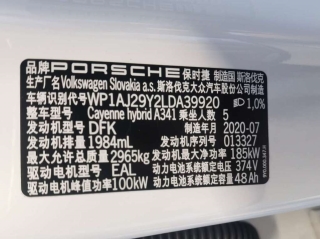 品牌 PORSCHE 保时捷 制造国 斯洛伐克
生产厂名 Volkswagen Slovakia a.s. 斯洛伐克大众汽车股份公司制造
车辆识别代号 WP1AJ29Y2LDA39920 1,0%
整车型号 Cayenne hybrid A341 乘坐人数 5
发动机型号 DFK 制造年月 2020-07
发动机排量 1984mL 013327
最大允许总质量 2965kg 发动机最大净功率 185kW
驱动电机型号 EAL 动力电池系统额定电压 374V
驱动电机峰值功率 100kW 动力电池系统额定容量 48Ah